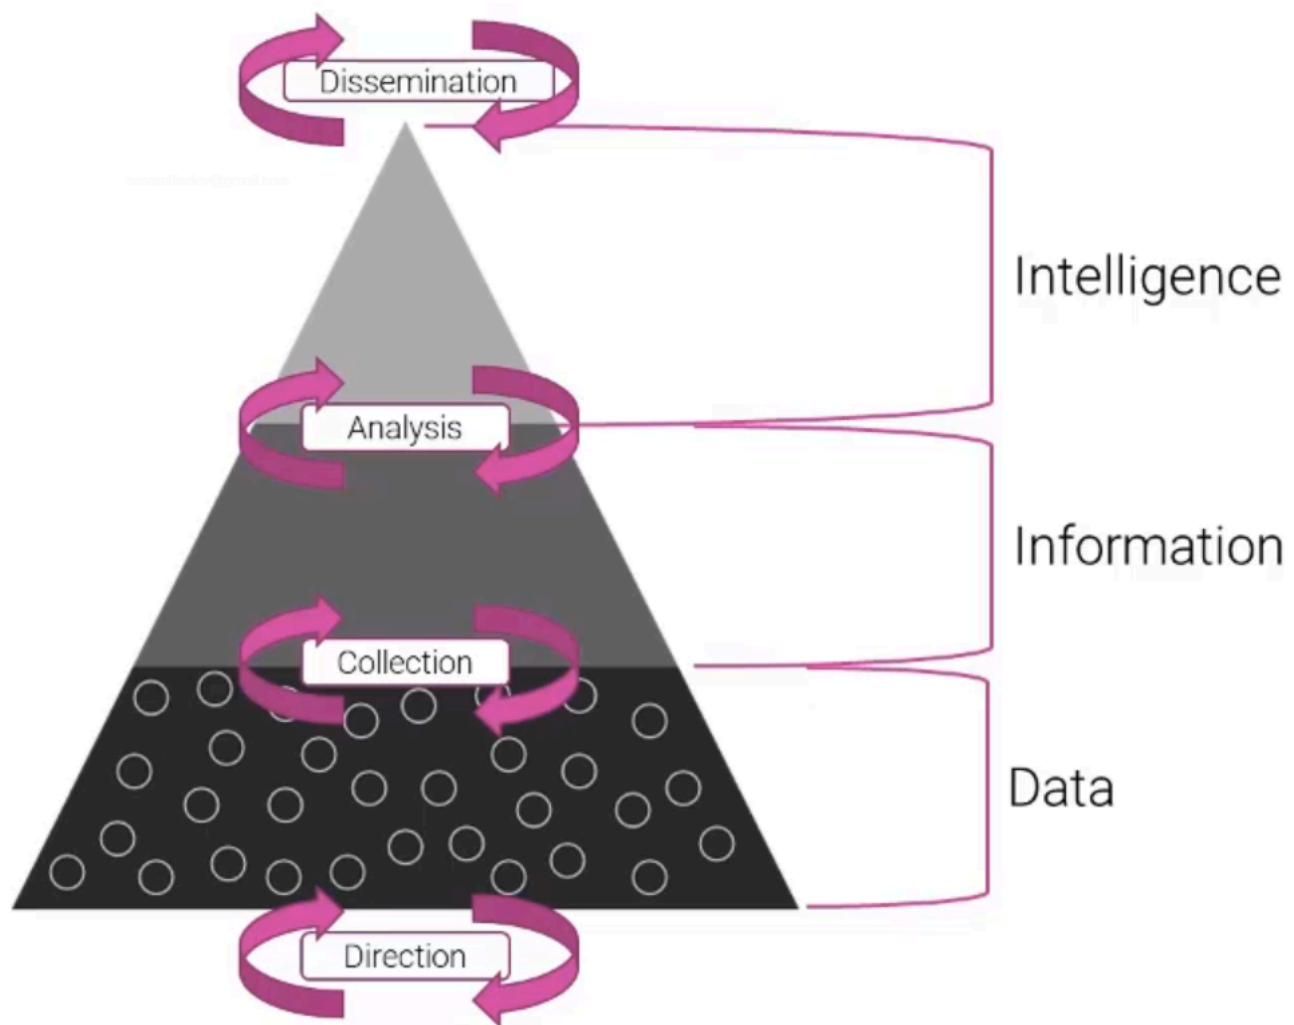 Dissemination
Intelligence
Analysis
Information
Collection
Data
Direction